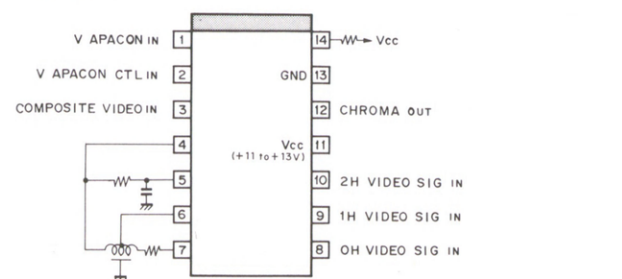 V APACON IN 1 14 Vcc
V APACON CTL IN 2 GND 13
COMPOSITE VIDEO IN 3 12 CHROMA OUT
4 Vcc 11
(+11 to +13V)
5 10 2H VIDEO SIG IN
6 9 1H VIDEO SIG IN
7 8 0H VIDEO SIG IN